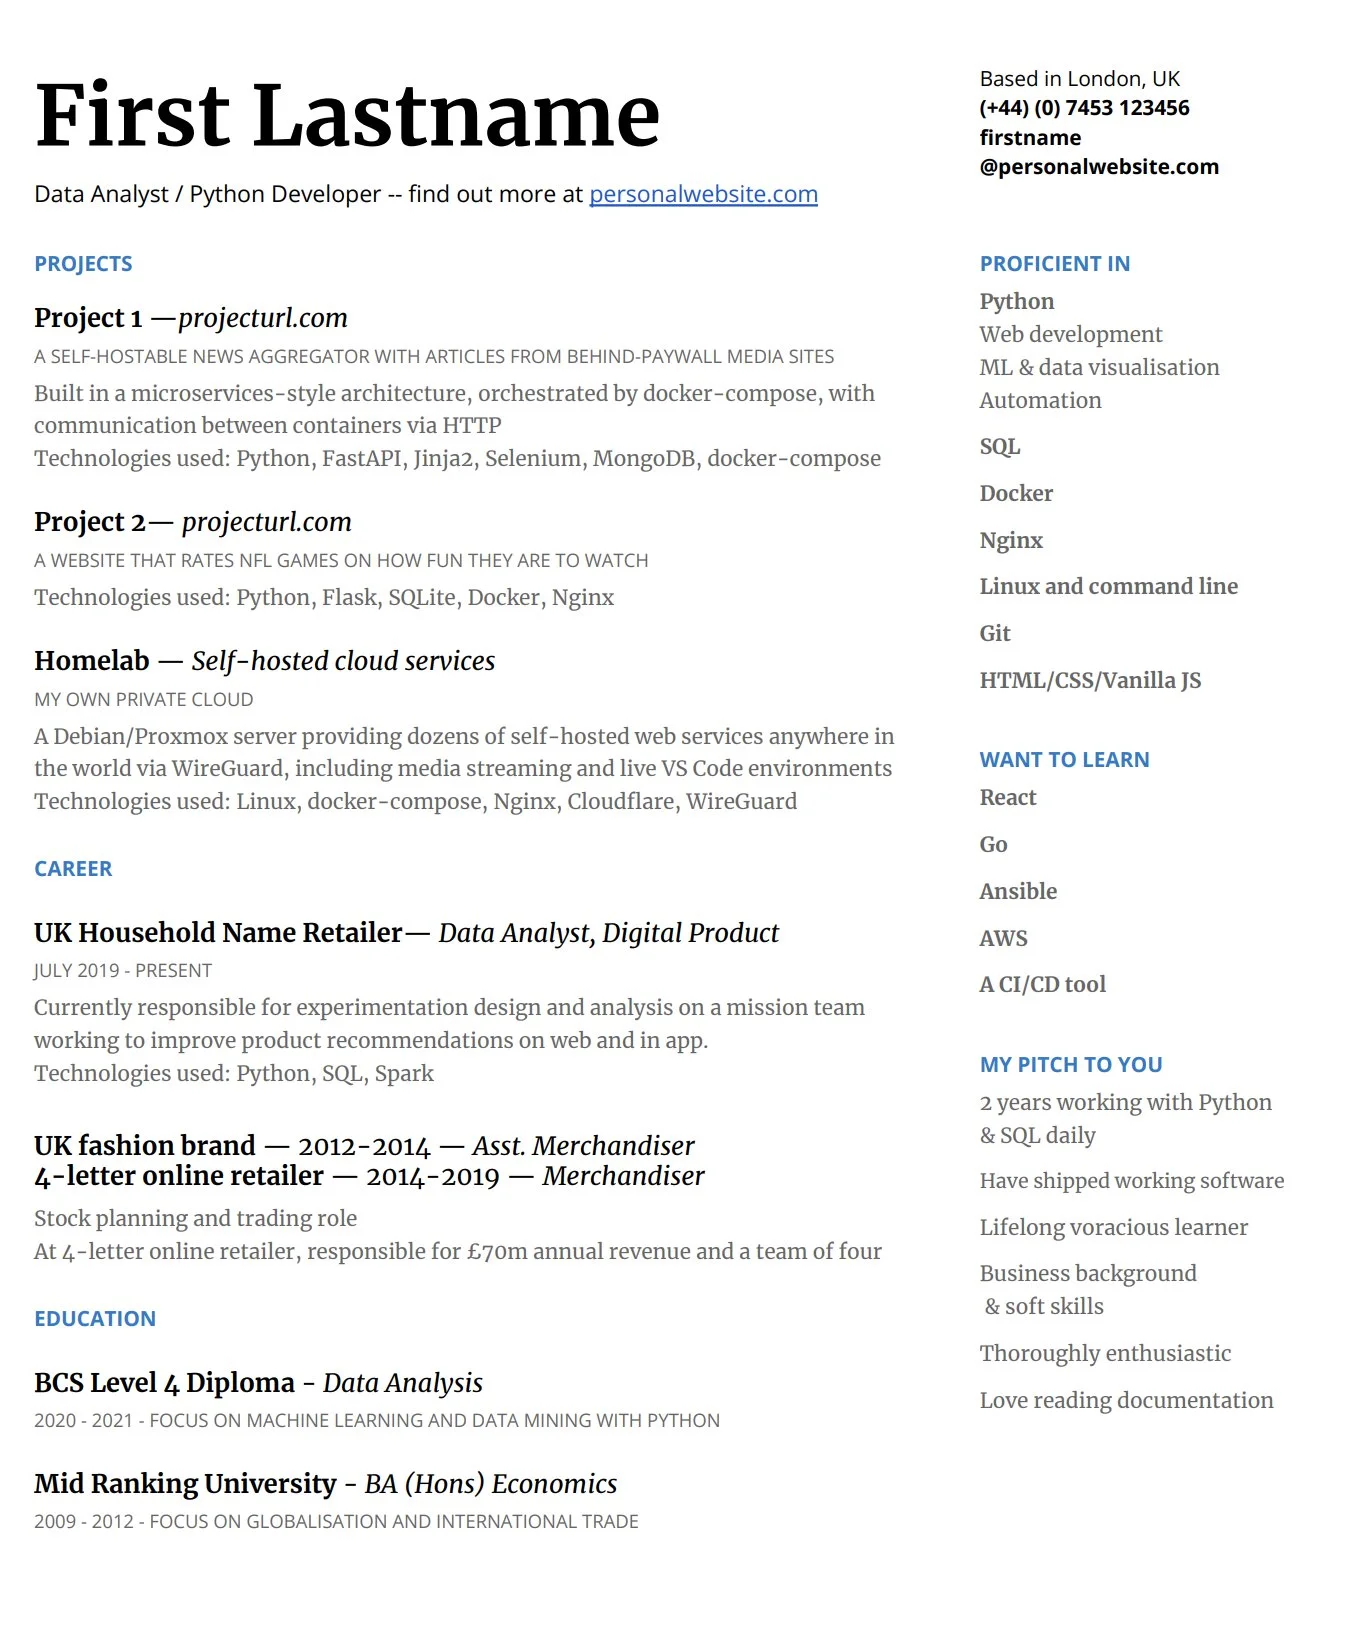 First Lastname
Data Analyst / Python Developer -- find out more at personalwebsite.com
Based in London, UK
(+44) (0) 7453 123456
firstname
@personalwebsite.com
PROJECTS
Project 1 —projecturl.com
A SELF-HOSTABLE NEWS AGGREGATOR WITH ARTICLES FROM BEHIND-PAYWALL MEDIA SITES
Built in a microservices-style architecture, orchestrated by docker-compose, with
communication between containers via HTTP
Technologies used: Python, FastAPI, Jinja2, Selenium, MongoDB, docker-compose
Project 2— projecturl.com
A WEBSITE THAT RATES NFL GAMES ON HOW FUN THEY ARE TO WATCH
Technologies used: Python, Flask, SQLite, Docker, Nginx
Homelab — Self-hosted cloud services
MY OWN PRIVATE CLOUD
A Debian/Proxmox server providing dozens of self-hosted web services anywhere in
the world via WireGuard, including media streaming and live VS Code environments
Technologies used: Linux, docker-compose, Nginx, Cloudflare, WireGuard
CAREER
UK Household Name Retailer— Data Analyst, Digital Product
JULY 2019 - PRESENT
Currently responsible for experimentation design and analysis on a mission team
working to improve product recommendations on web and in app.
Technologies used: Python, SQL, Spark
UK fashion brand — 2012-2014 — Asst. Merchandiser
4-letter online retailer — 2014-2019 — Merchandiser
Stock planning and trading role
At 4-letter online retailer, responsible for £70m annual revenue and a team of four
EDUCATION
BCS Level 4 Diploma - Data Analysis
2020 - 2021 - FOCUS ON MACHINE LEARNING AND DATA MINING WITH PYTHON
Mid Ranking University - BA (Hons) Economics
2009 - 2012 - FOCUS ON GLOBALISATION AND INTERNATIONAL TRADE
PROFICIENT IN
Python
Web development
ML & data visualisation
Automation
SQL
Docker
Nginx
Linux and command line
Git
HTML/CSS/Vanilla JS
WANT TO LEARN
React
Go
Ansible
AWS
A CI/CD tool
MY PITCH TO YOU
2 years working with Python
& SQL daily
Have shipped working software
Lifelong voracious learner
Business background
& soft skills
Thoroughly enthusiastic
Love reading documentation